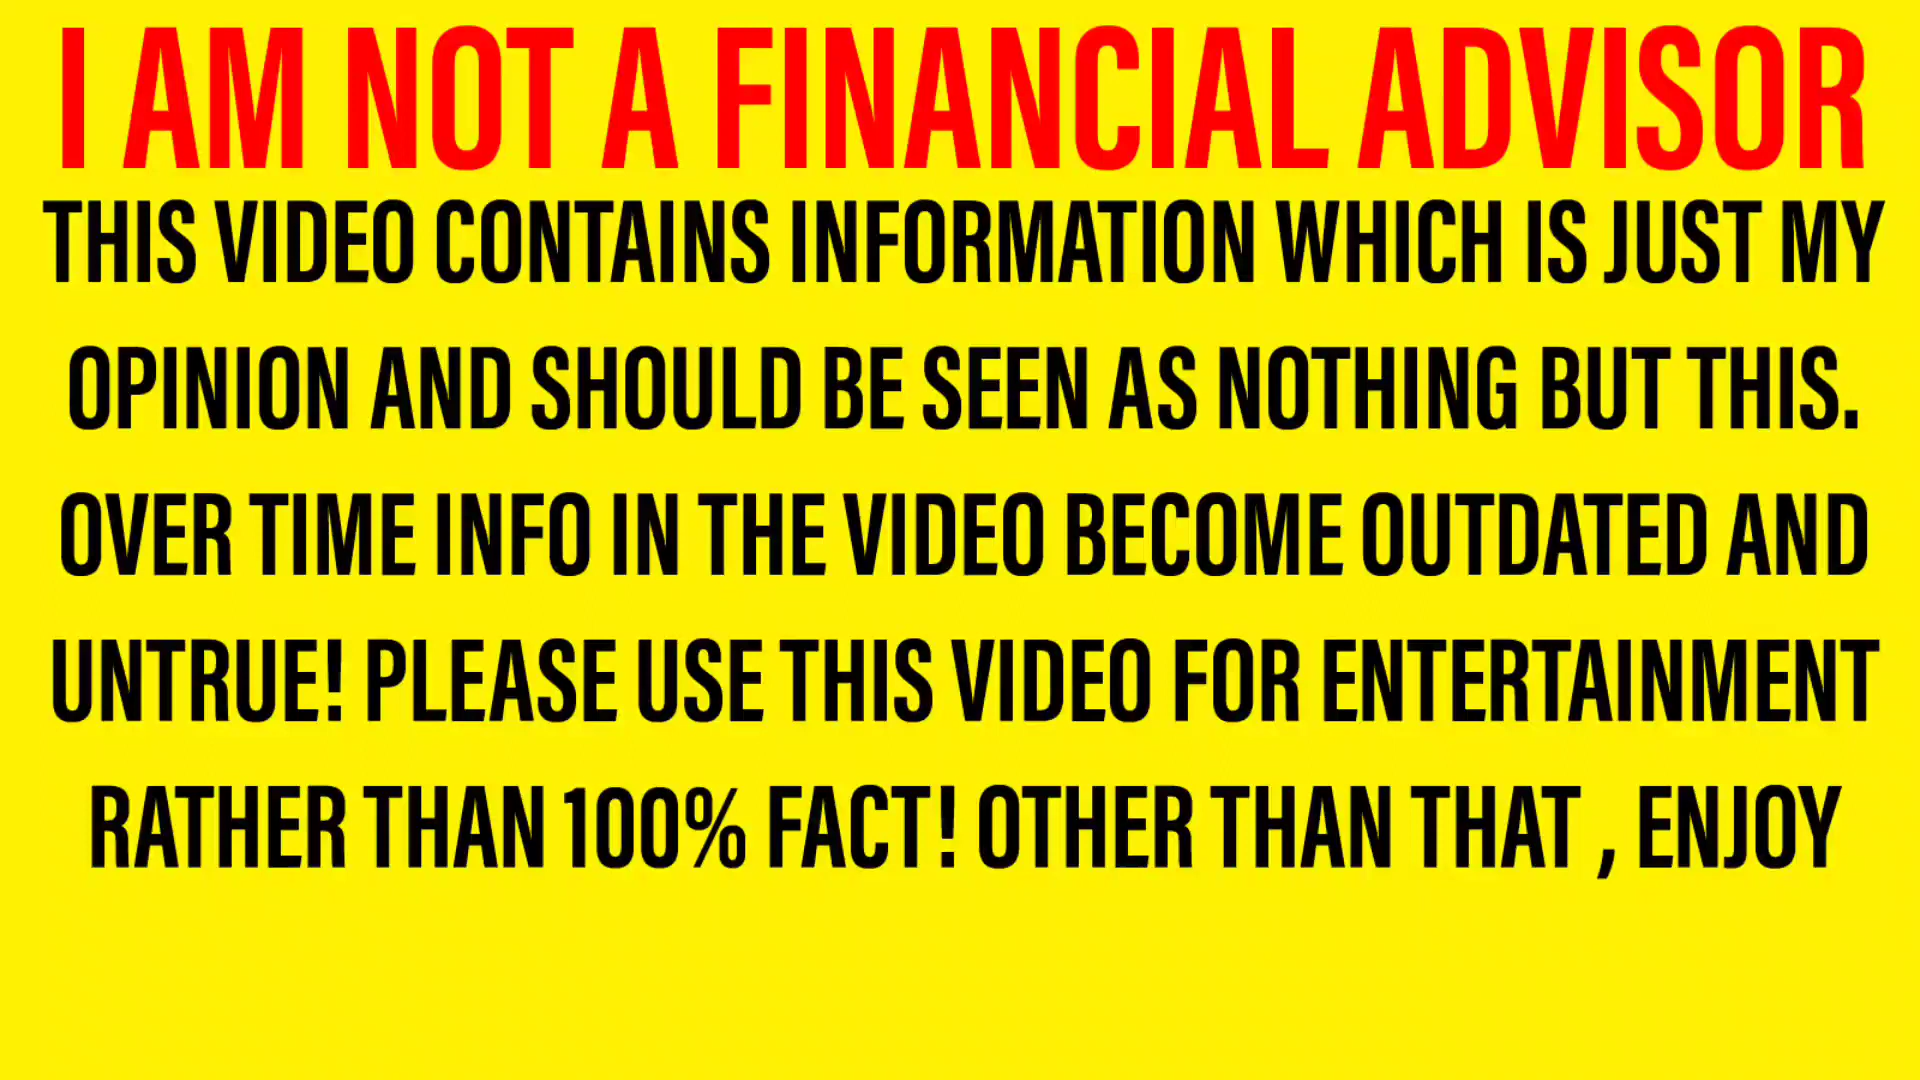 I AM NOT A FINANCIAL ADVISOR
THIS VIDEO CONTAINS INFORMATION WHICH IS JUST MY
OPINION AND SHOULD BE SEEN AS NOTHING BUT THIS.
OVER TIME INFO IN THE VIDEO BECOME OUTDATED AND
UNTRUE! PLEASE USE THIS VIDEO FOR ENTERTAINMENT
RATHER THAN 100% FACT! OTHER THAN THAT , ENJOY